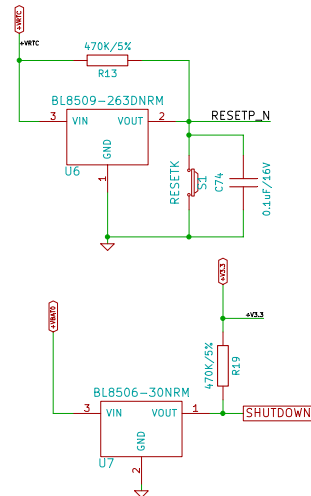 +VRTC
+VRTC
470K/5%
R13
BL8509-263DNRM
3 VIN VOUT 2
RESETP_N
GND
U6
1
RESETK
S1
C74
0.1uF/16V
+V3.3
+V3.3
+VBATO
470K/5%
R19
BL8506-30NRM
3 VIN VOUT 1
SHUTDOWN
GND
U7
2